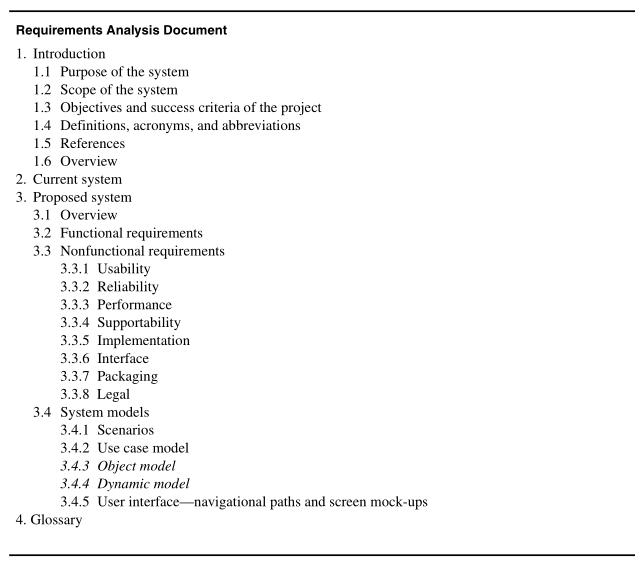 Requirements Analysis Document
1. Introduction
1.1 Purpose of the system
1.2 Scope of the system
1.3 Objectives and success criteria of the project
1.4 Definitions, acronyms, and abbreviations
1.5 References
1.6 Overview
2. Current system
3. Proposed system
3.1 Overview
3.2 Functional requirements
3.3 Nonfunctional requirements
3.3.1 Usability
3.3.2 Reliability
3.3.3 Performance
3.3.4 Supportability
3.3.5 Implementation
3.3.6 Interface
3.3.7 Packaging
3.3.8 Legal
3.4 System models
3.4.1 Scenarios
3.4.2 Use case model
3.4.3 Object model
3.4.4 Dynamic model
3.4.5 User interface—navigational paths and screen mock-ups
4. Glossary